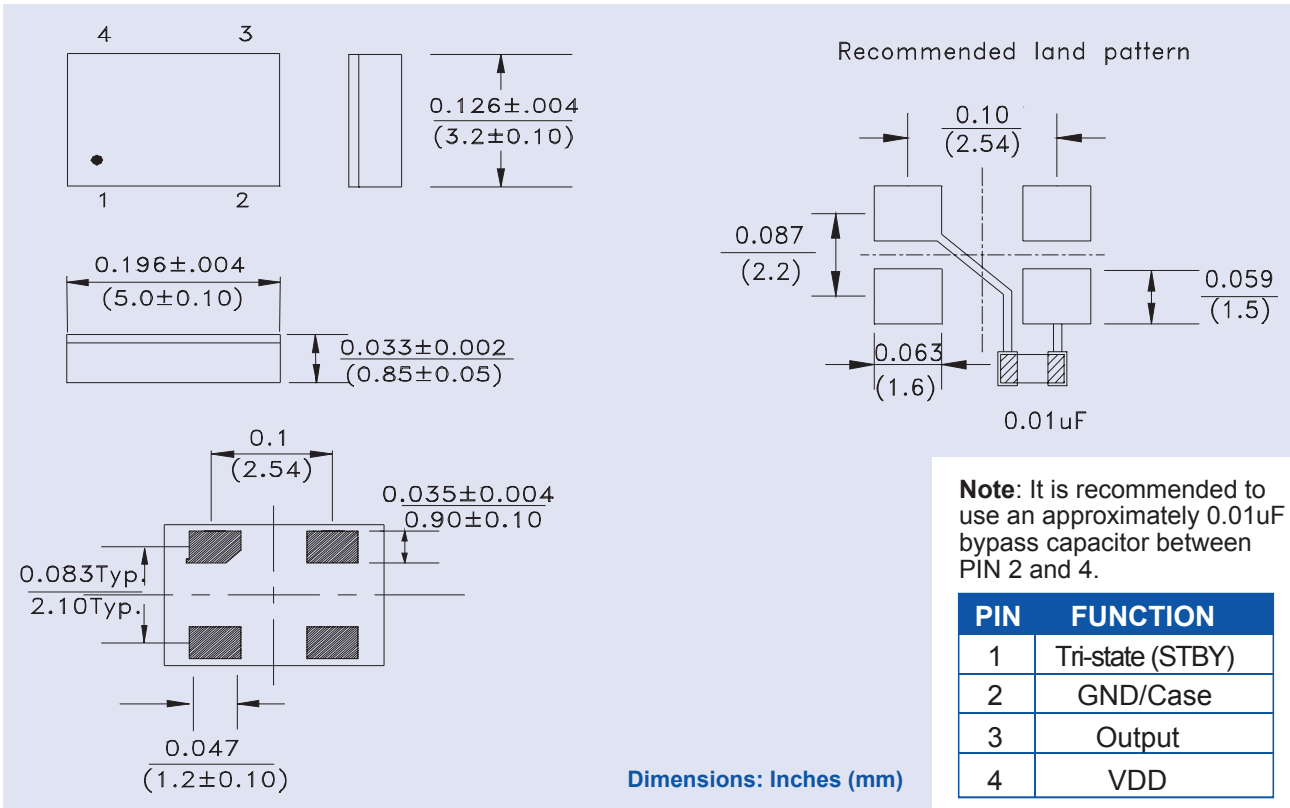 4 3
1 2
0.126±.004
(3.2±0.10)
0.196±.004
(5.0±0.10)
0.033±0.002
(0.85±0.05)
0.1
(2.54)
0.035±0.004
0.90±0.10
0.083Typ.
2.10Typ.
0.047
(1.2±0.10)
Recommended land pattern
0.10
(2.54)
0.087
(2.2)
0.059
(1.5)
0.063
(1.6)
0.01uF
Dimensions: Inches (mm)
Note: It is recommended to
use an approximately 0.01uF
bypass capacitor between
PIN 2 and 4.
PIN FUNCTION
1 Tri-state (STBY)
2 GND/Case
3 Output
4 VDD